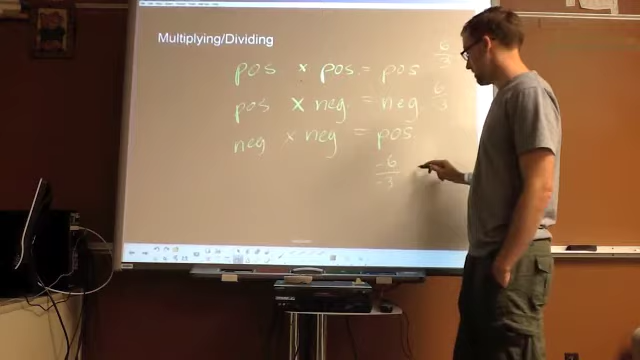 Multiplying/Dividing
pos x pos. = pos 6/3
pos x neg. = neg. 6/3
neg x neg = pos.
-6/-3